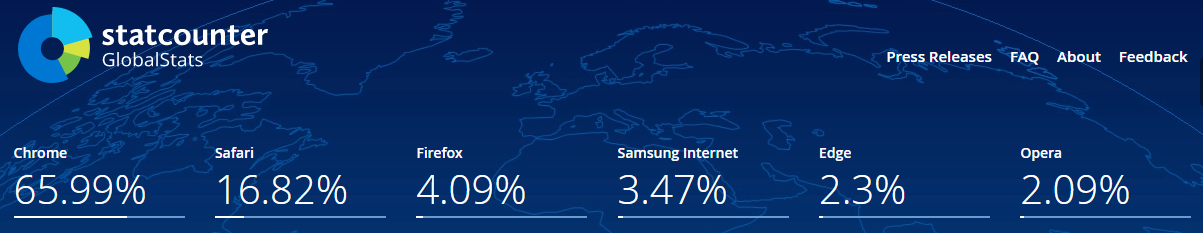 statcounter
GlobalStats
Press Releases FAQ About Feedback
Chrome Safari Firefox Samsung Internet Edge Opera
65.99% 16.82% 4.09% 3.47% 2.3% 2.09%